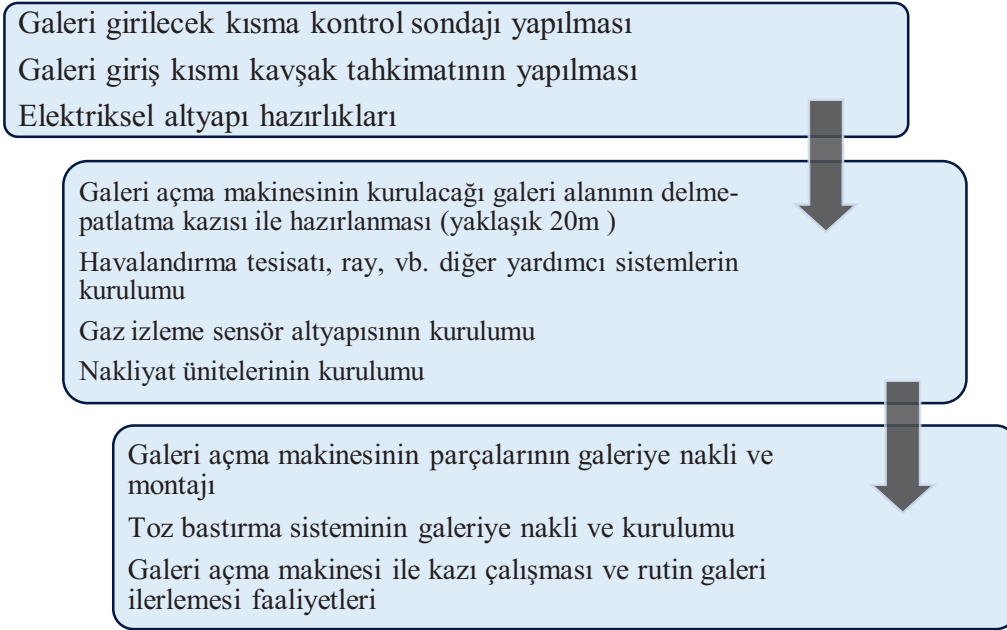 Galeri girilecek kısma kontrol sondajı yapılması
Galeri giriş kısmı kavşak tahkimatının yapılması
Elektriksel altyapı hazırlıkları
Galeri açma makinesinin kurulacağı galeri alanının delme-
patlatma kazısı ile hazırlanması (yaklaşık 20m )
Havalandırma tesisatı, ray, vb. diğer yardımcı sistemlerin
kurulumu
Gaz izleme sensör altyapısının kurulumu
Nakliyat ünitelerinin kurulumu
Galeri açma makinesinin parçalarının galeriye nakli ve
montajı
Toz bastırma sisteminin galeriye nakli ve kurulumu
Galeri açma makinesi ile kazı çalışması ve rutin galeri
ilerlemesi faaliyetleri